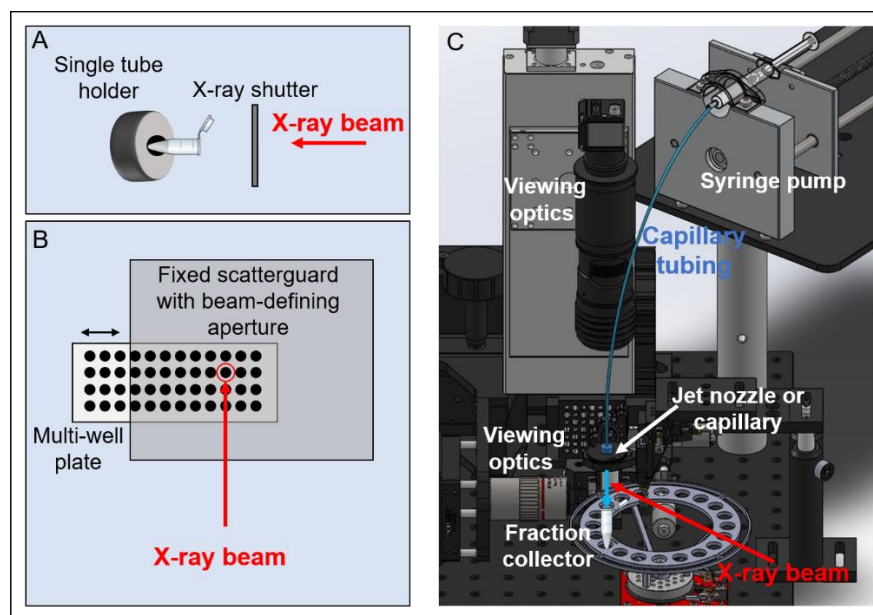 A
Single tube
holder
X-ray shutter
X-ray beam
B
Fixed scatterguard
with beam-defining
aperture
Multi-well
plate
X-ray beam
C
Viewing
optics
Syringe pump
Capillary
tubing
Jet nozzle or
capillary
Viewing
optics
Fraction
collector
X-ray beam